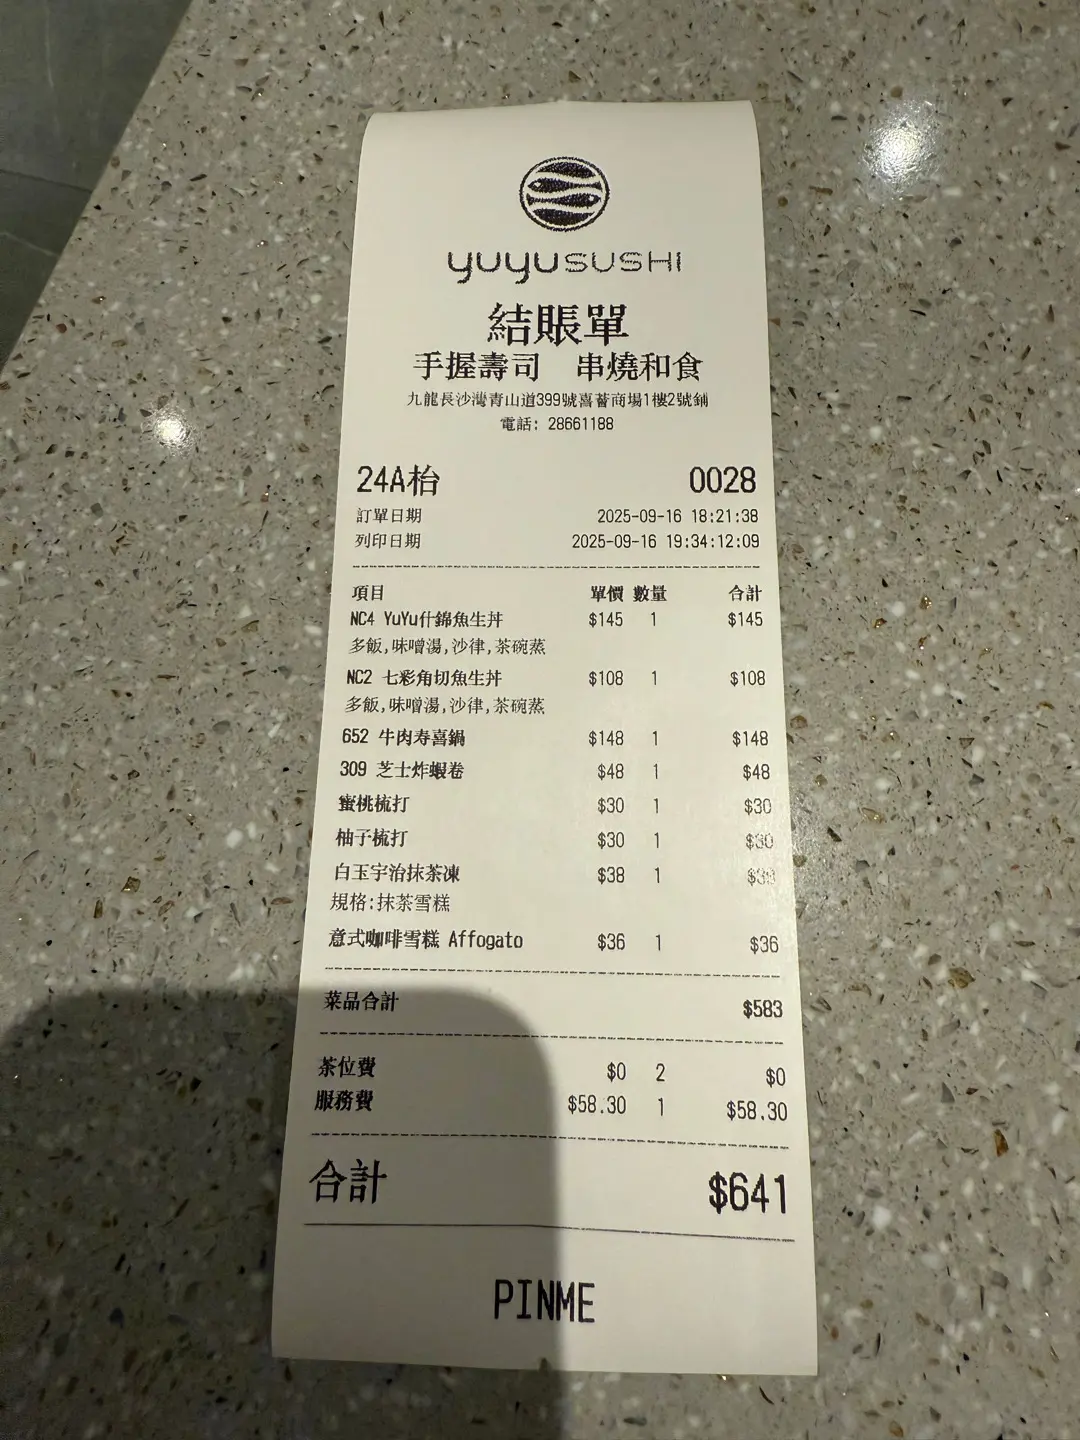 yuyuSUSHI
結賬單
手握壽司 串燒和食
九龍長沙灣青山道399號喜薈商場1樓2號鋪
電話: 28661188
24A枱 0028
訂單日期 2025-09-16 18:21:38
列印日期 2025-09-16 19:34:12:09
項目 單價 數量 合計
NC4 YuYu什錦魚生丼 $145 1 $145
多飯,味噌湯,沙律,茶碗蒸
NC2 七彩角切魚生丼 $108 1 $108
多飯,味噌湯,沙律,茶碗蒸
652 牛肉寿喜鍋 $148 1 $148
309 芝士炸蝦卷 $48 1 $48
蜜桃梳打 $30 1 $30
柚子梳打 $30 1 $30
白玉宇治抹茶凍 $38 1 $38
規格:抹茶雪糕
意式咖啡雪糕 Affogato $36 1 $36
菜品合計 $583
茶位費 $0 2 $0
服務費 $58.30 1 $58.30
合計 $641
PINME